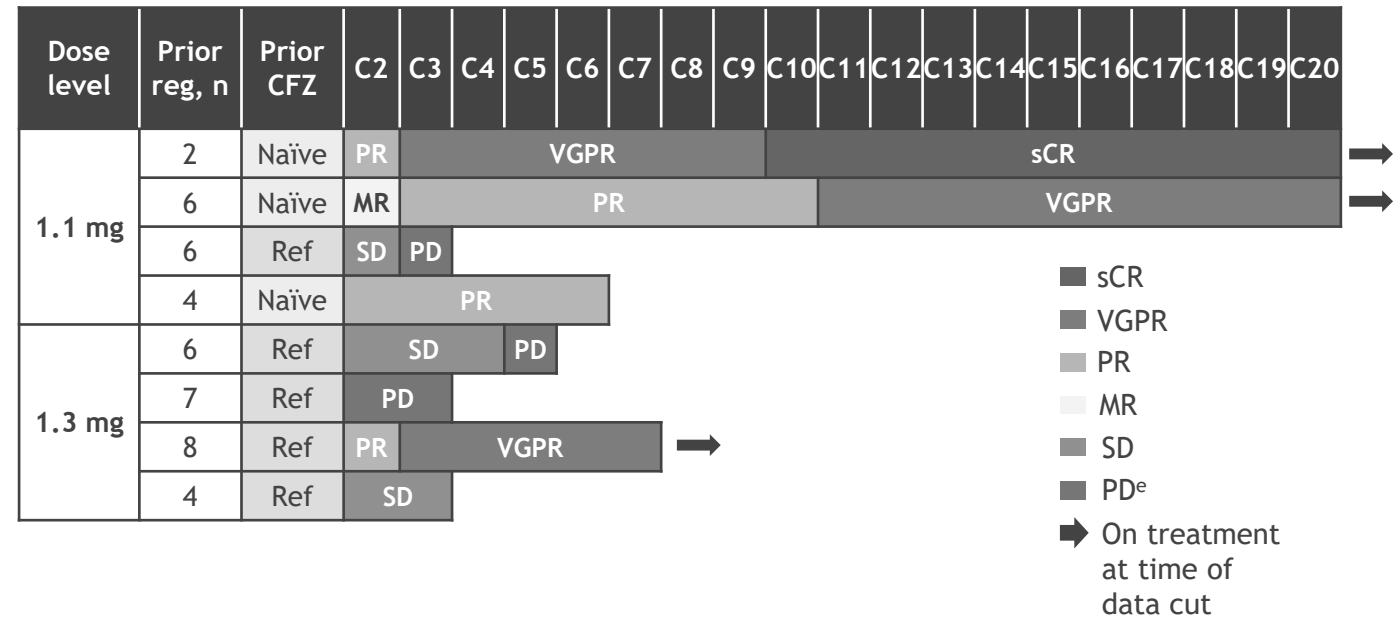 Dose level Prior reg, n Prior CFZ C2 C3 C4 C5 C6 C7 C8 C9 C10 C11 C12 C13 C14 C15 C16 C17 C18 C19 C20
1.1 mg
2 Naïve PR VGPR sCR
6 Naïve MR PR VGPR
6 Ref SD PD
4 Naïve PR
1.3 mg
6 Ref SD PD
7 Ref PD
8 Ref PR VGPR
4 Ref SD
sCR
VGPR
PR
MR
SD
PDᵉ
On treatment
at time of
data cut